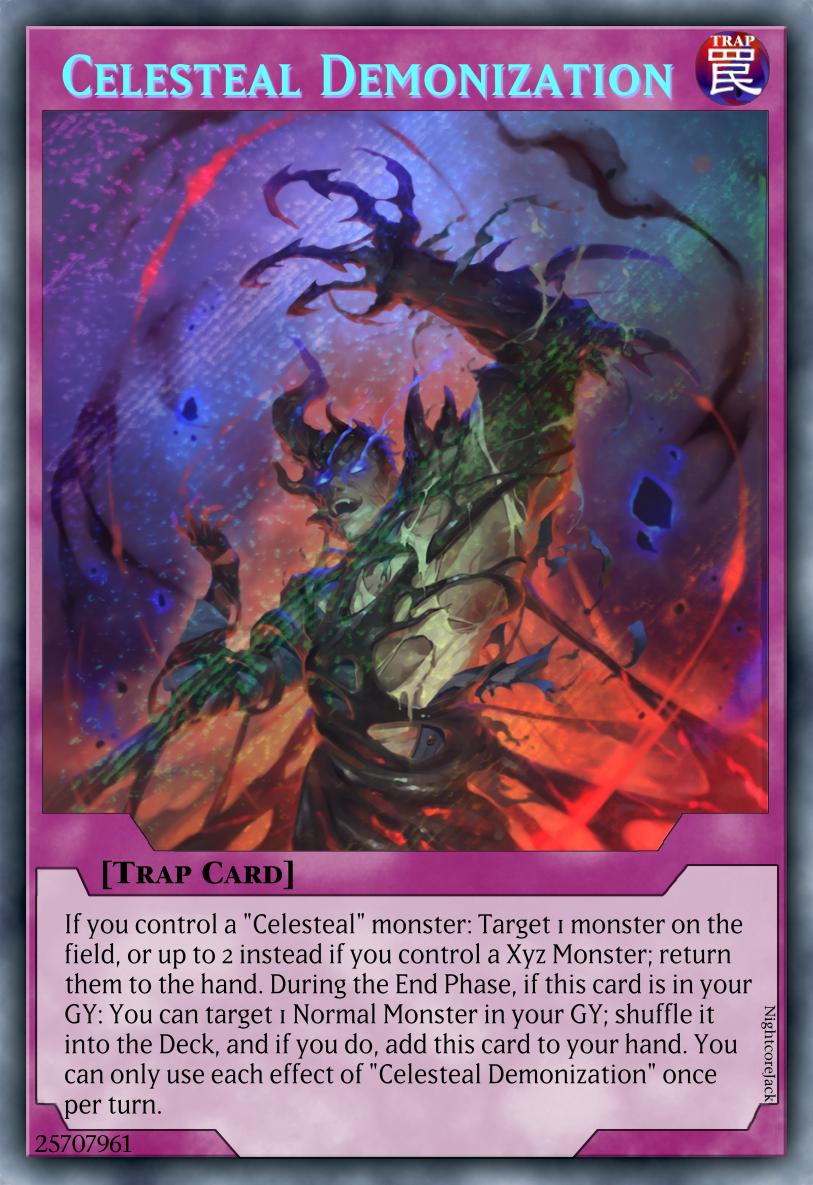 Celesteal Demonization
TRAP
罠
[Trap Card]
If you control a "Celesteal" monster: Target 1 monster on the
field, or up to 2 instead if you control a Xyz Monster; return
them to the hand. During the End Phase, if this card is in your
GY: You can target 1 Normal Monster in your GY; shuffle it
into the Deck, and if you do, add this card to your hand. You
can only use each effect of "Celesteal Demonization" once
per turn.
NightcoreJack
25707961